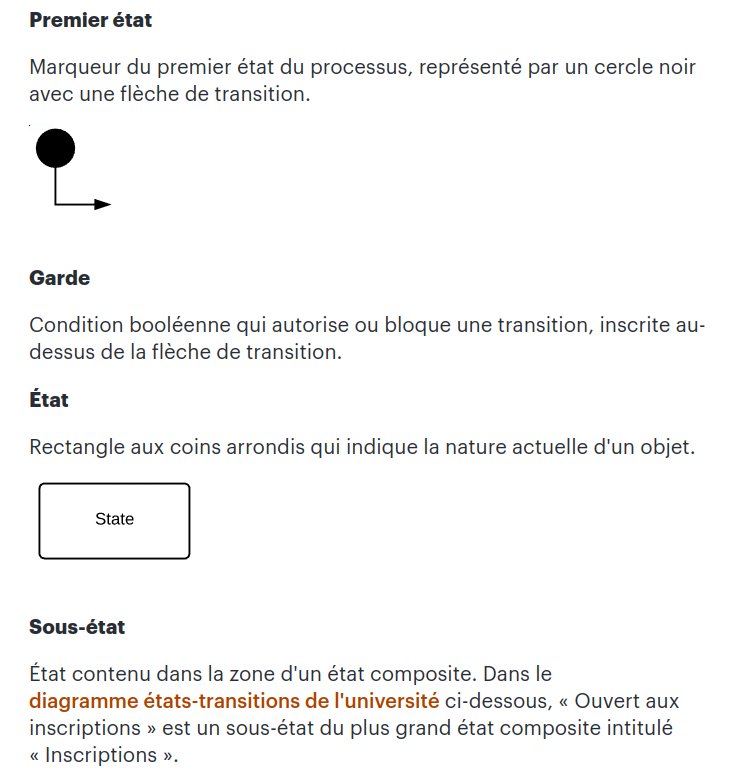 Premier état
Marqueur du premier état du processus, représenté par un cercle noir
avec une flèche de transition.
Garde
Condition booléenne qui autorise ou bloque une transition, inscrite au-
dessus de la flèche de transition.
État
Rectangle aux coins arrondis qui indique la nature actuelle d'un objet.
State
Sous-état
État contenu dans la zone d'un état composite. Dans le
diagramme états-transitions de l'université ci-dessous, « Ouvert aux
inscriptions » est un sous-état du plus grand état composite intitulé
« Inscriptions ».